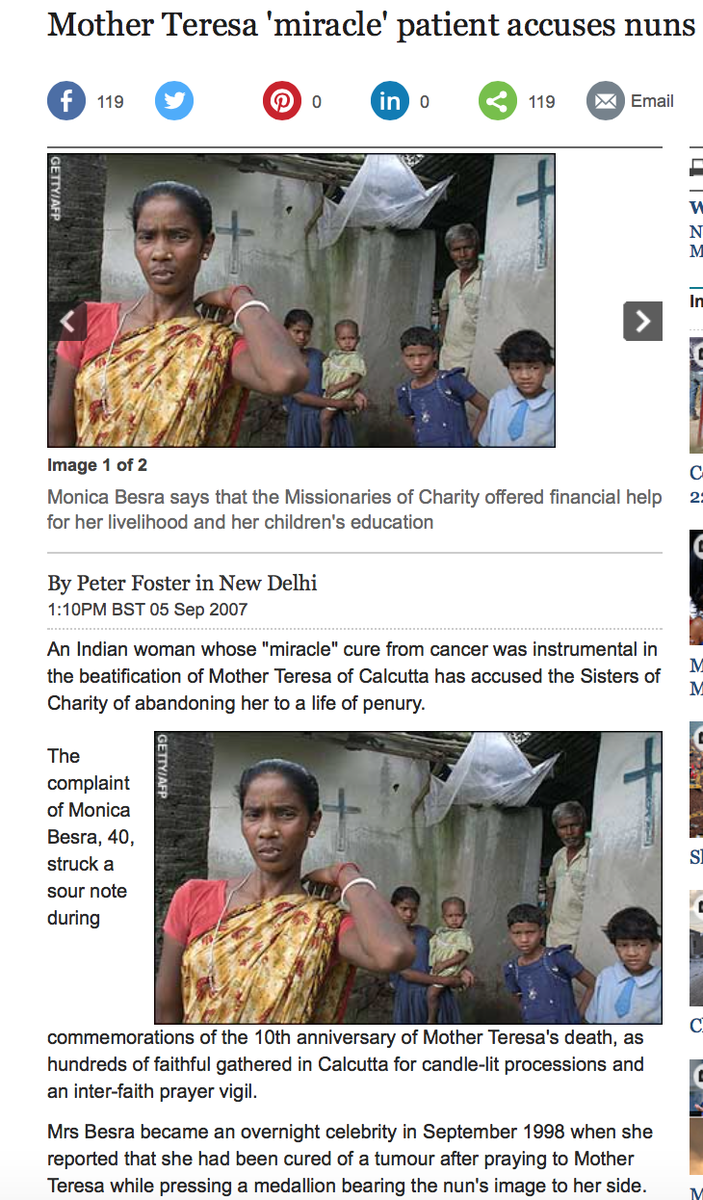 Mother Teresa 'miracle' patient accuses nuns
119
0
in
0
119
Email
GETTY/AFP
Image 1 of 2
Monica Besra says that the Missionaries of Charity offered financial help
for her livelihood and her children's education
By Peter Foster in New Delhi
1:10PM BST 05 Sep 2007
An Indian woman whose "miracle" cure from cancer was instrumental in
the beatification of Mother Teresa of Calcutta has accused the Sisters of
Charity of abandoning her to a life of penury.
The
complaint
of Monica
Besra, 40,
struck a
sour note
during
GETTY/AFP
commemorations of the 10th anniversary of Mother Teresa's death, as
hundreds of faithful gathered in Calcutta for candle-lit processions and
an inter-faith prayer vigil.
Mrs Besra became an overnight celebrity in September 1998 when she
reported that she had been cured of a tumour after praying to Mother
Teresa while pressing a medallion bearing the nun's image to her side.